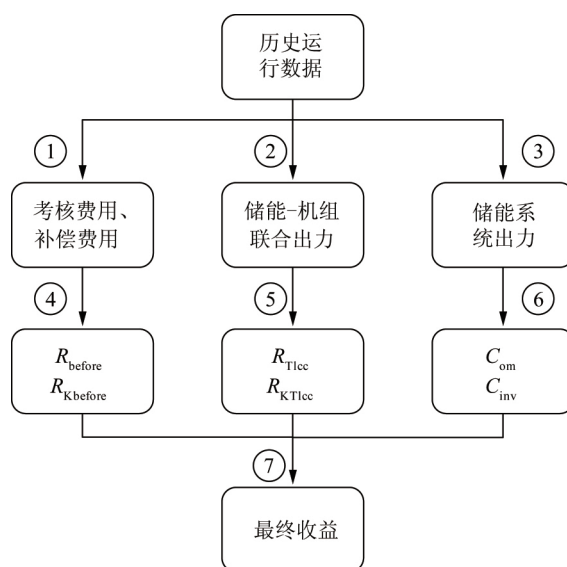 历史运
行数据
① ② ③
考核费用、
补偿费用
储能-机组
联合出力
储能系
统出力
④ ⑤ ⑥
R_before
R_Kbefore
R_Tlcc
R_KTlcc
C_om
C_inv
⑦
最终收益